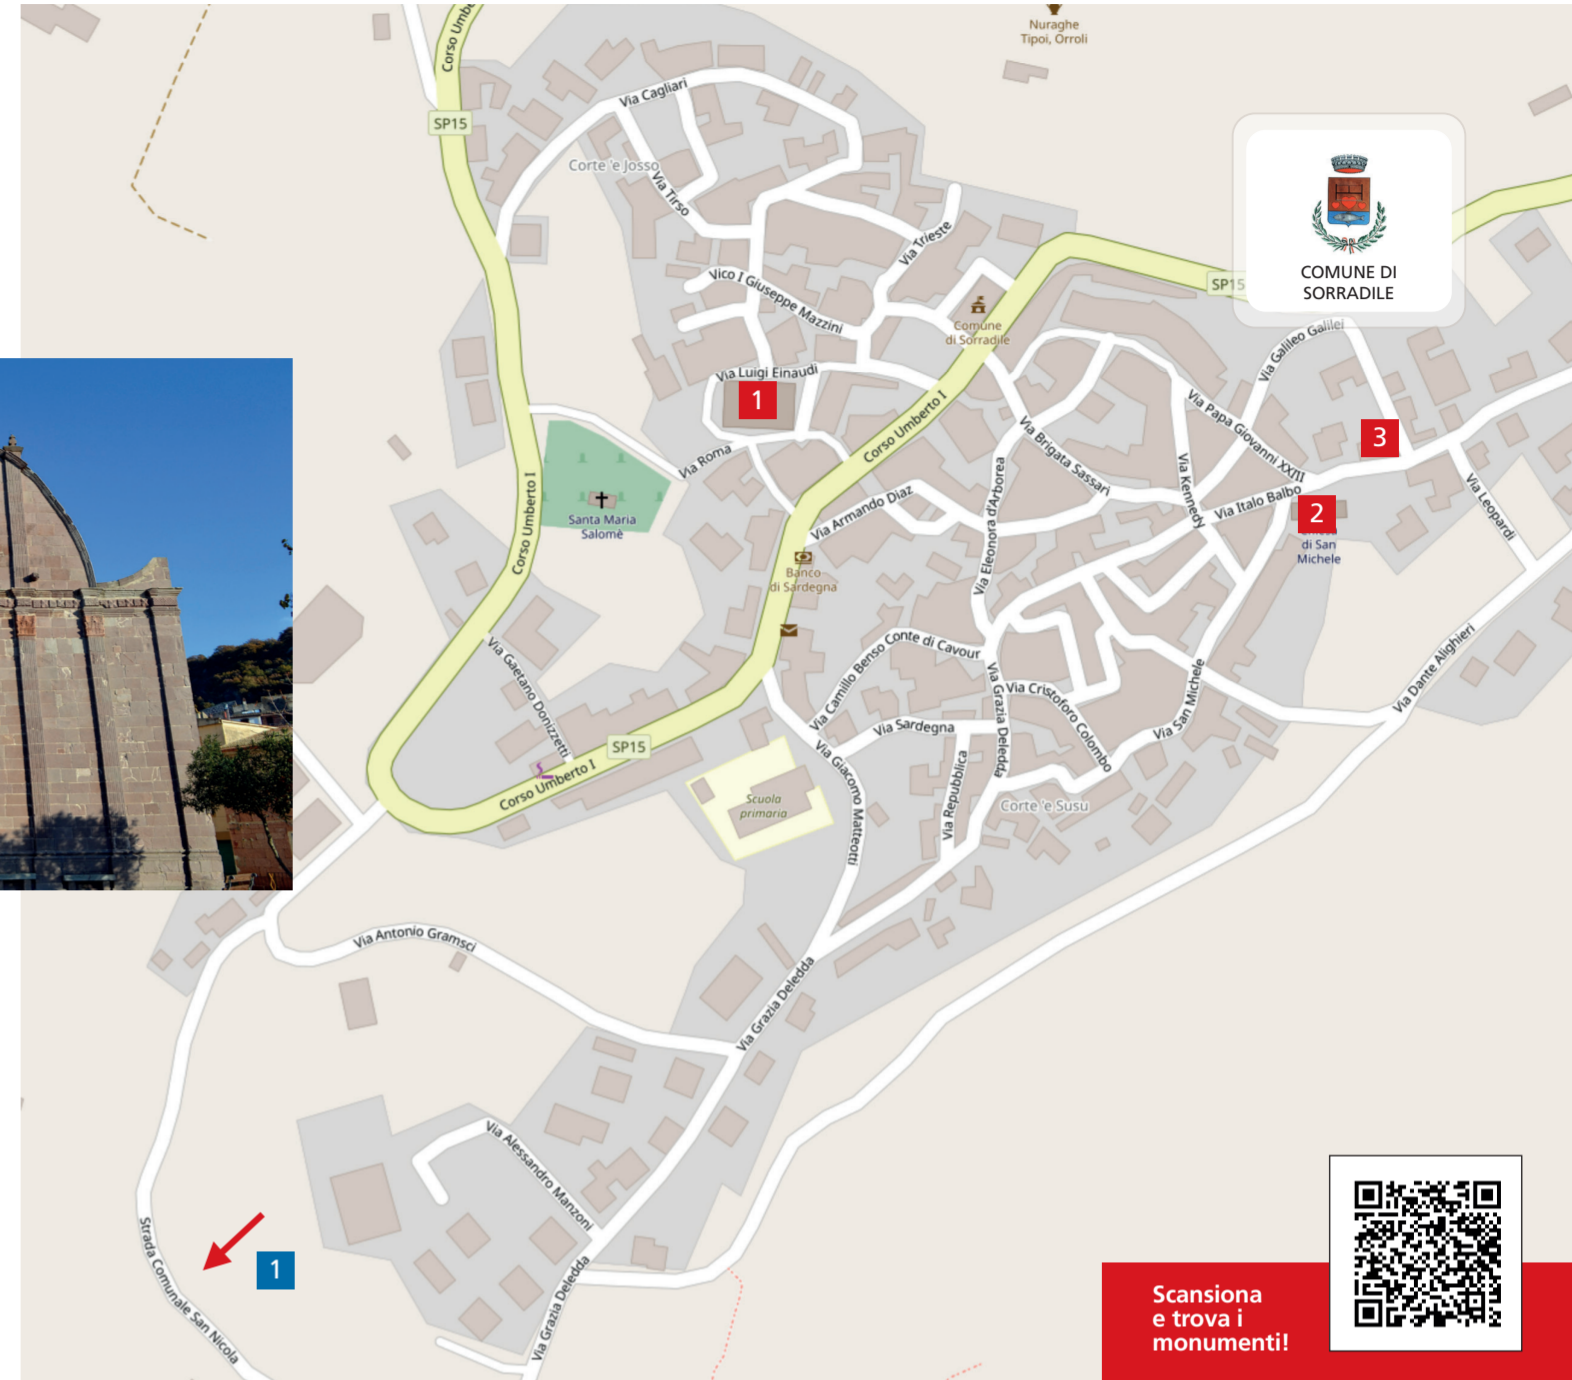 Corso Umbe
Nuraghe
Tipoi, Orroli
SP15
Via Cagliari
Corte 'e Josso
Via Tirso
Via Trieste
Vico I Giuseppe Mazzini
Comune
di Sorradile
SP15
COMUNE DI
SORRADILE
Via Galileo Galilei
Via Luigi Einaudi
1
Corso Umberto I
Via Roma
Via Papa Giovanni XXIII
3
Via Brigata Sassari
Via Kennedy
Via Italo Balbo
2
di San
Michele
Via Leopardi
Corso Umberto I
Santa Maria
Salomè
Via Armando Diaz
Via Eleonora d'Arborea
Banco
di Sardegna
Via Gaetano Donizzetti
Via Camillo Benso Conte di Cavour
Via Grazia Deledda
Via Cristoforo Colombo
Via San Michele
Via Dante Alighieri
Via Sardegna
SP15
Corso Umberto I
Via Giacomo Matteotti
Via Repubblica
Scuola
primaria
Corte 'e Susu
Via Antonio Gramsci
Via Grazia Deledda
Via Alessandro Manzoni
Strada Comunale San Nicola
1
Via Grazia Deledda
Scansiona
e trova i
monumenti!